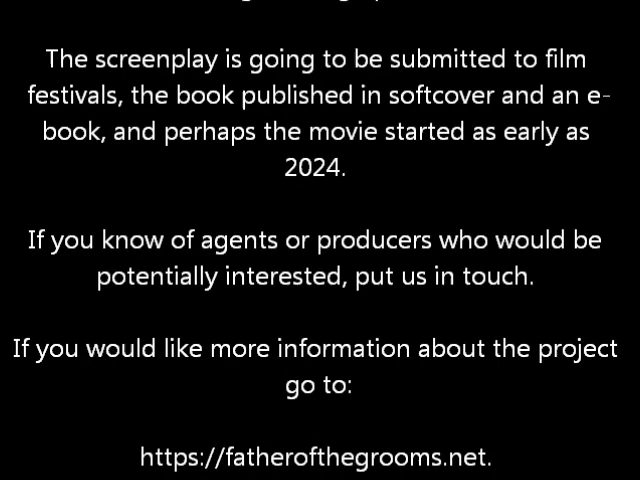 The screenplay is going to be submitted to film
festivals, the book published in softcover and an e-
book, and perhaps the movie started as early as
2024.
If you know of agents or producers who would be
potentially interested, put us in touch.
If you would like more information about the project
go to:
https://fatherofthegrooms.net.